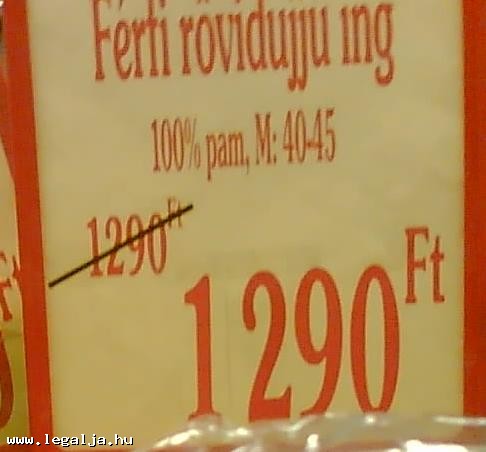 Férfi rövidujju ing
100% pam, M: 40-45
1290 Ft
1290 Ft
www.legalja.hu